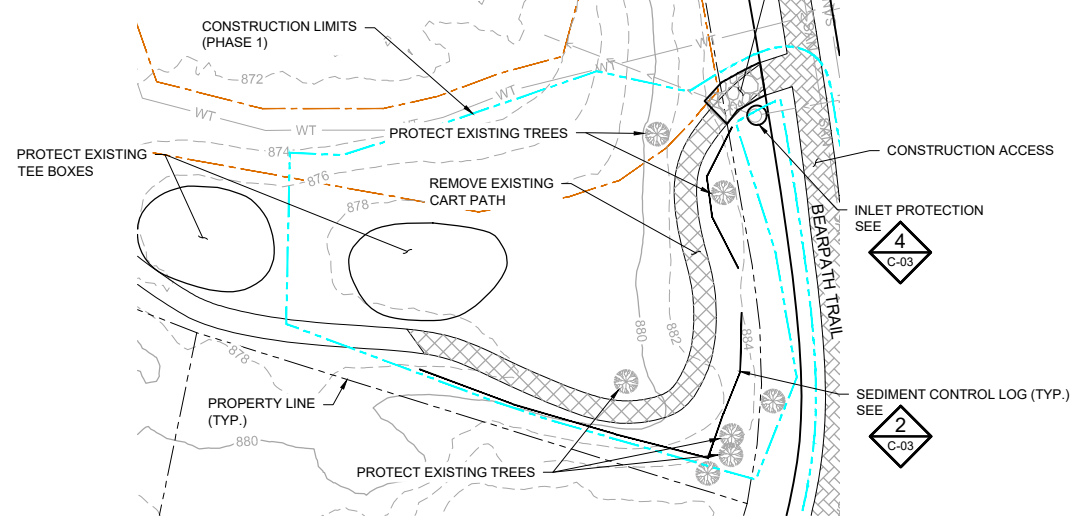 CONSTRUCTION LIMITS
(PHASE 1)
WT
872
WT
WT
WT
PROTECT EXISTING TREES
874
PROTECT EXISTING
TEE BOXES
CONSTRUCTION ACCESS
876
REMOVE EXISTING
CART PATH
878
INLET PROTECTION
SEE
4
C-03
BEARPATH TRAIL
880
882
884
878
PROPERTY LINE
(TYP.)
SEDIMENT CONTROL LOG (TYP.)
SEE
2
C-03
880
PROTECT EXISTING TREES